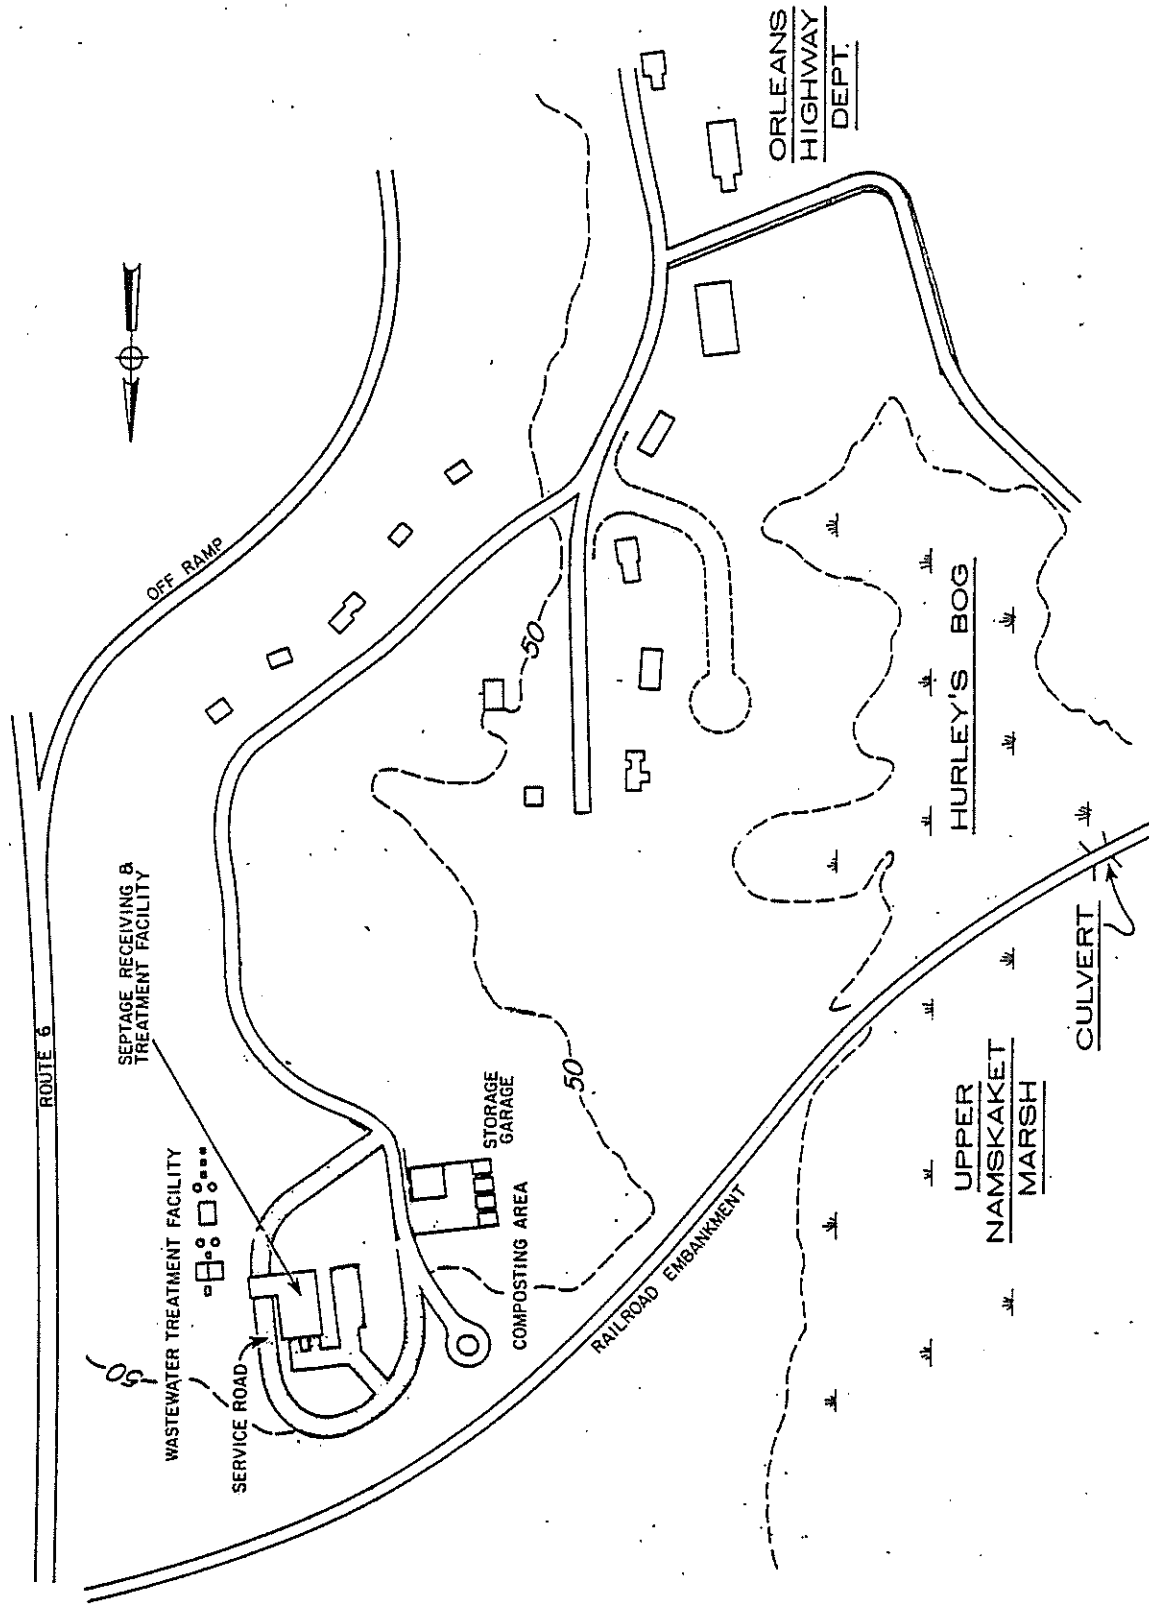 ROUTE 6
OFF RAMP
SEPTAGE RECEIVING &
TREATMENT FACILITY
WASTEWATER TREATMENT FACILITY
SERVICE ROAD
50
STORAGE
GARAGE
COMPOSTING AREA
50
50
RAILROAD EMBANKMENT
ORLEANS
HIGHWAY
DEPT.
HURLEY'S BOG
UPPER
NAMSKAKET
MARSH
CULVERT